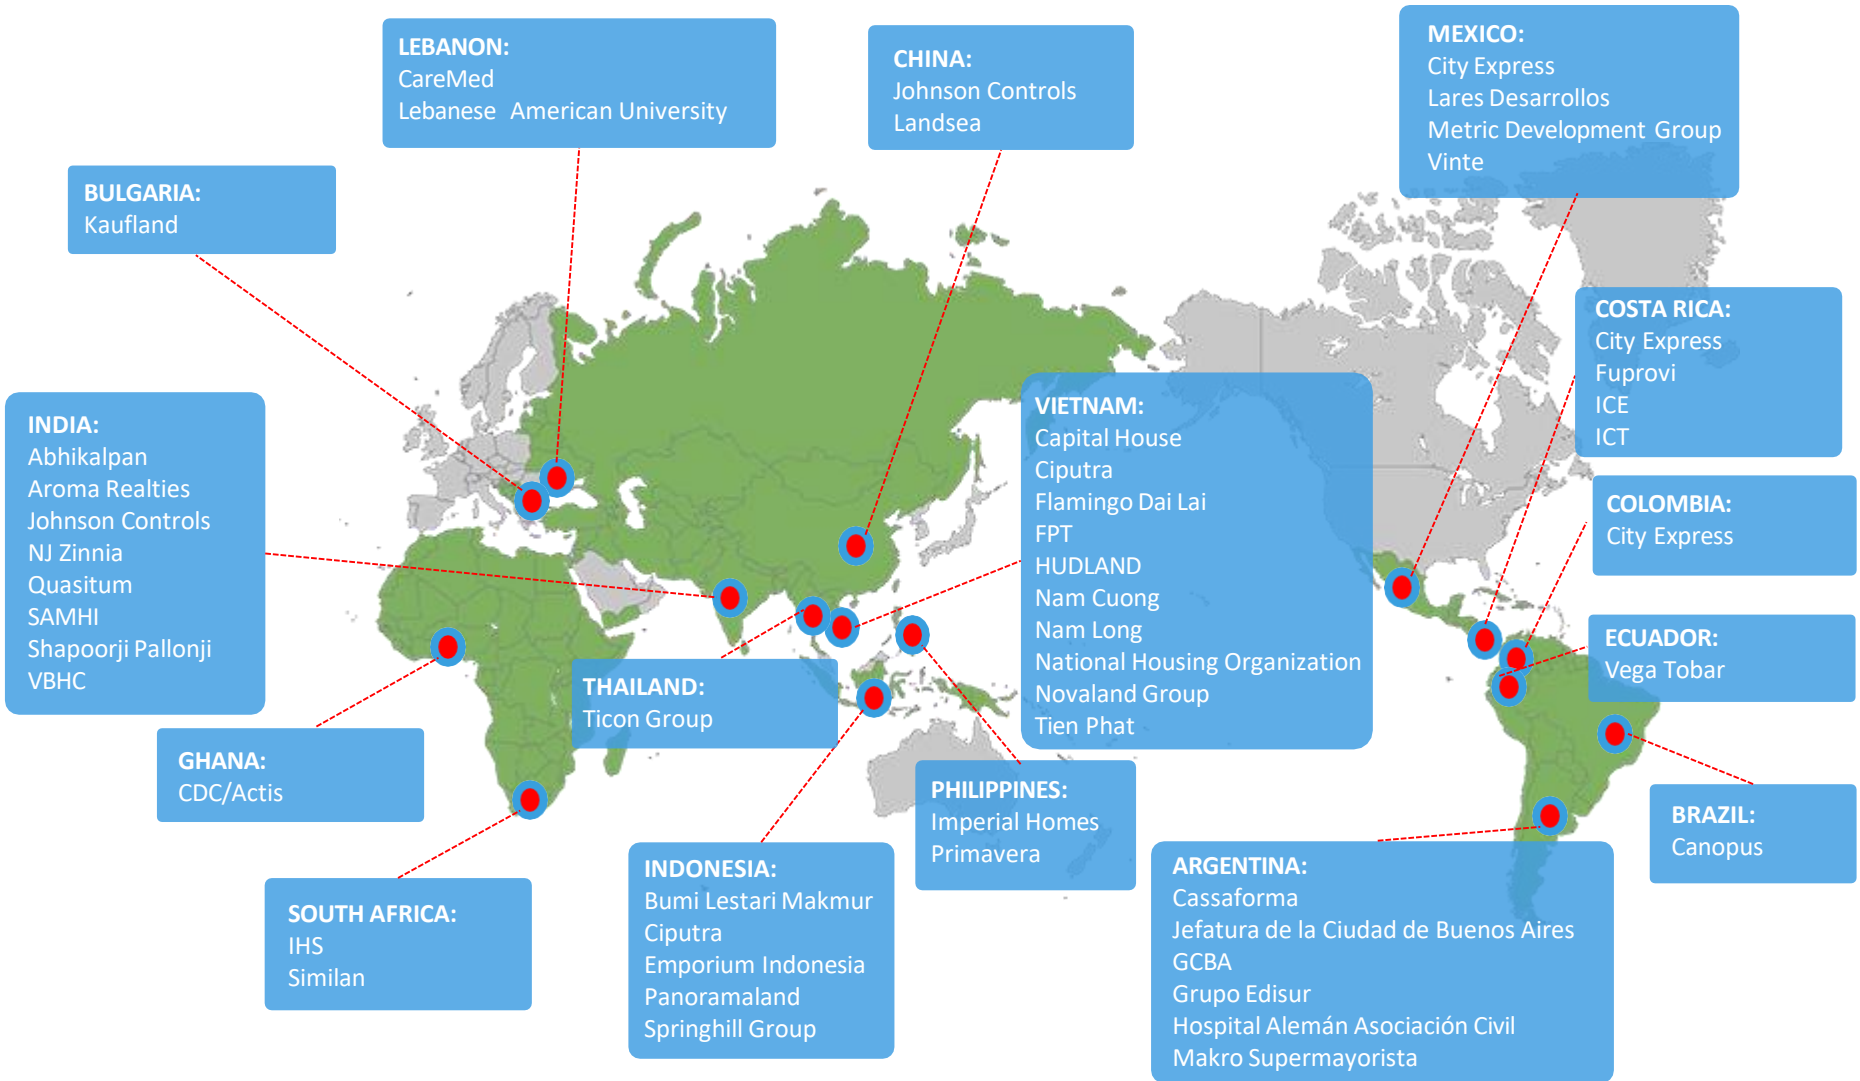 LEBANON:
CareMed
Lebanese American University
CHINA:
Johnson Controls
Landsea
MEXICO:
City Express
Lares Desarrollos
Metric Development Group
Vinte
BULGARIA:
Kaufland
COSTA RICA:
City Express
Fuprovi
ICE
ICT
INDIA:
Abhikalpan
Aroma Realties
Johnson Controls
NJ Zinnia
Quasitum
SAMHI
Shapoorji Pallonji
VBHC
VIETNAM:
Capital House
Ciputra
Flamingo Dai Lai
FPT
HUDLAND
Nam Cuong
Nam Long
National Housing Organization
Novaland Group
Tien Phat
COLOMBIA:
City Express
ECUADOR:
Vega Tobar
THAILAND:
Ticon Group
GHANA:
CDC/Actis
PHILIPPINES:
Imperial Homes
Primavera
BRAZIL:
Canopus
SOUTH AFRICA:
IHS
Similan
INDONESIA:
Bumi Lestari Makmur
Ciputra
Emporium Indonesia
Panoramaland
Springhill Group
ARGENTINA:
Cassaforma
Jefatura de la Ciudad de Buenos Aires
GCBA
Grupo Edisur
Hospital Alemán Asociación Civil
Makro Supermayorista